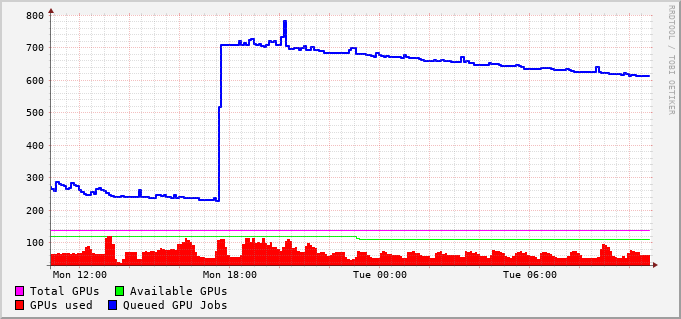 800
700
600
500
400
300
200
100
Mon 12:00 Mon 18:00 Tue 00:00 Tue 06:00
Total GPUs Available GPUs
GPUs used Queued GPU Jobs
RRDTOOL / TOBI OETIKER